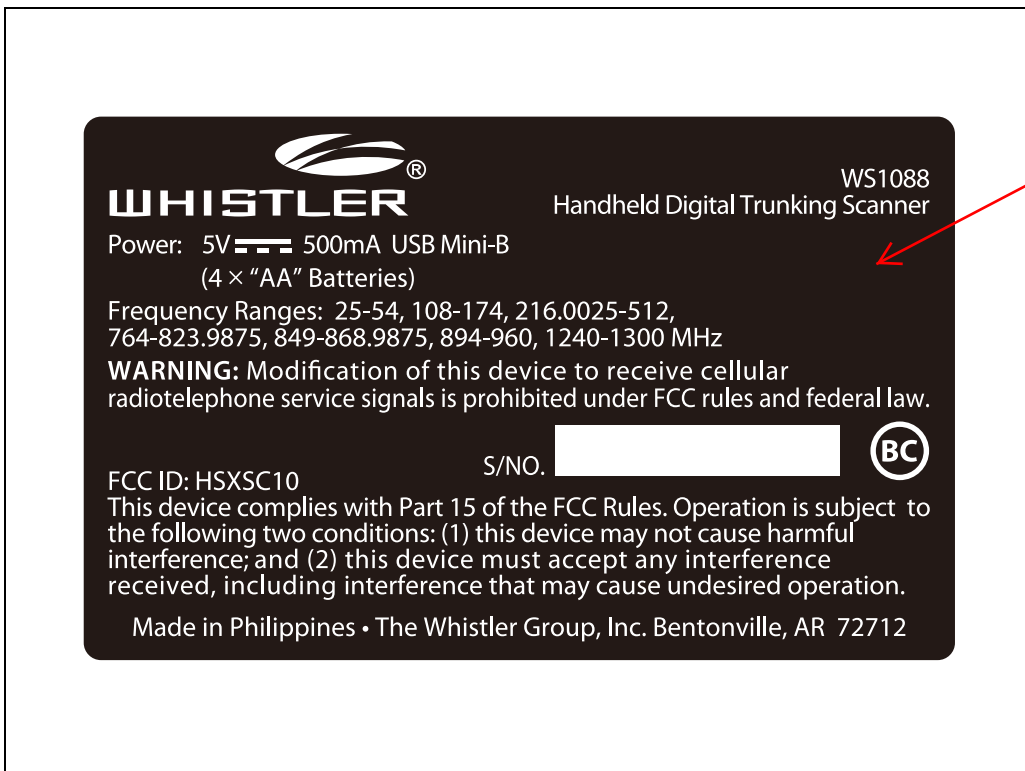 ®
WHISTLER
WS1088
Handheld Digital Trunking Scanner
Power: 5V 500mA USB Mini-B
(4 × “AA” Batteries)
Frequency Ranges: 25-54, 108-174, 216.0025-512,
764-823.9875, 849-868.9875, 894-960, 1240-1300 MHz
WARNING: Modification of this device to receive cellular
radiotelephone service signals is prohibited under FCC rules and federal law.
S/NO.
BC
FCC ID: HSXSC10
This device complies with Part 15 of the FCC Rules. Operation is subject to
the following two conditions: (1) this device may not cause harmful
interference; and (2) this device must accept any interference
received, including interference that may cause undesired operation.
Made in Philippines • The Whistler Group, Inc. Bentonville, AR 72712